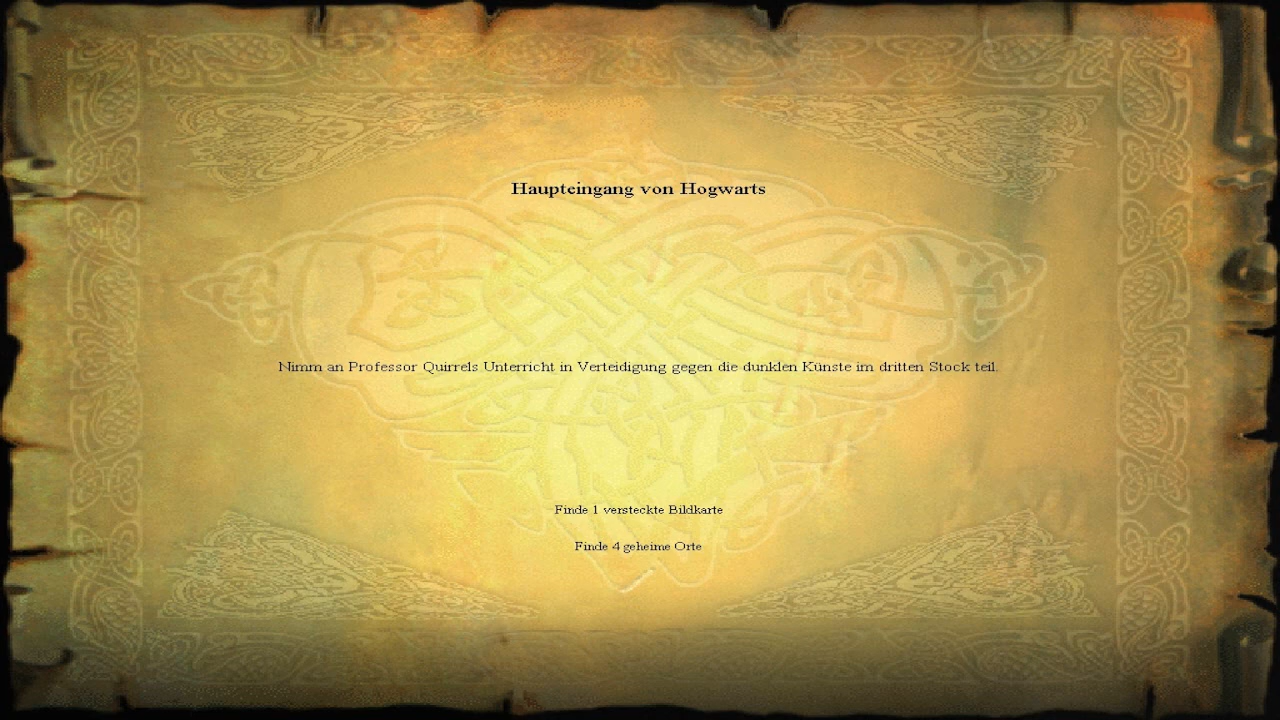 Haupteingang von Hogwarts
Nimm an Professor Quirrels Unterricht in Verteidigung gegen die dunklen Künste im dritten Stock teil.
Finde 1 versteckte Bildkarte
Finde 4 geheime Orte